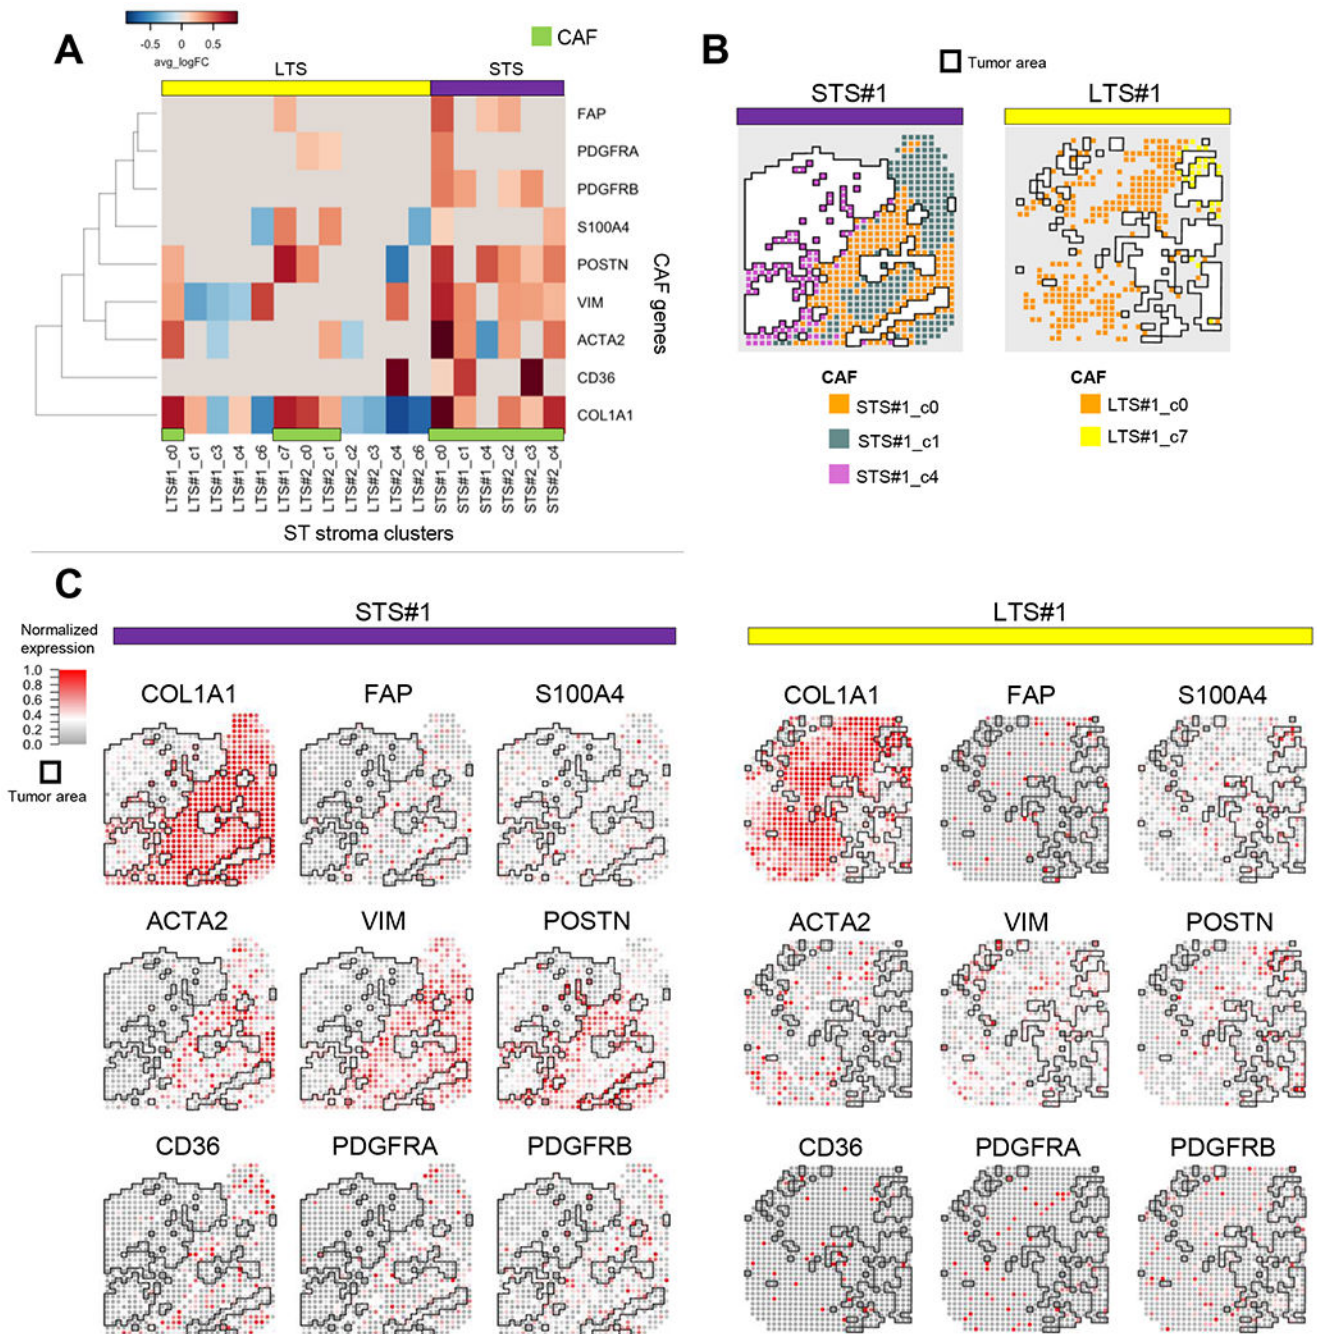 A
-0.5 0 0.5
avg_logFC
CAF
LTS
STS
FAP
PDGFRA
PDGFRB
S100A4
POSTN
VIM
ACTA2
CD36
COL1A1
CAF genes
LTS#1_c0
LTS#1_c1
LTS#1_c3
LTS#1_c4
LTS#1_c6
LTS#1_c7
LTS#2_c0
LTS#2_c1
LTS#2_c2
LTS#2_c3
LTS#2_c4
LTS#2_c6
STS#1_c0
STS#1_c1
STS#1_c4
STS#2_c2
STS#2_c3
STS#2_c4
ST stroma clusters
B
Tumor area
STS#1
LTS#1
CAF
STS#1_c0
STS#1_c1
STS#1_c4
CAF
LTS#1_c0
LTS#1_c7
C
STS#1
LTS#1
Normalized
expression
1.0
0.8
0.6
0.4
0.2
0.0
Tumor area
COL1A1 FAP S100A4
COL1A1 FAP S100A4
ACTA2 VIM POSTN
ACTA2 VIM POSTN
CD36 PDGFRA PDGFRB
CD36 PDGFRA PDGFRB